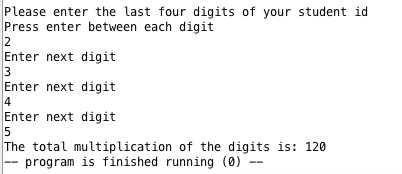 Please enter the last four digits of your student id
Press enter between each digit
2
Enter next digit
3
Enter next digit
4
Enter next digit
5
The total multiplication of the digits is: 120
-- program is finished running (0) --